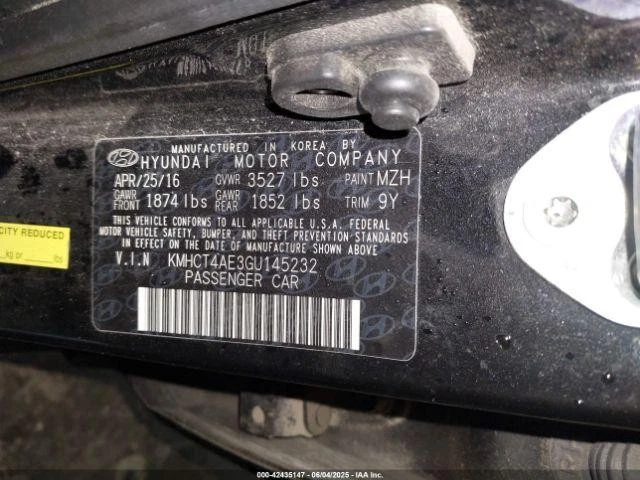 MANUFACTURED IN KOREA BY
HYUNDAI MOTOR COMPANY
APR/25/16 GVWR 3527 lbs PAINT MZH
GAWR FRONT 1874 lbs GAWR REAR 1852 lbs TRIM 9Y
THIS VEHICLE CONFORMS TO ALL APPLICABLE U.S.A. FEDERAL
MOTOR VEHICLE SAFETY, BUMPER, AND THEFT PREVENTION STANDARDS
IN EFFECT ON THE DATE OF MANUFACTURE SHOWN ABOVE
V.I.N KMHCT4AE3GU145232
PASSENGER CAR
CITY REDUCED
kg or lbs
000-42435147 - 06/04/2025 - IAA, Inc.